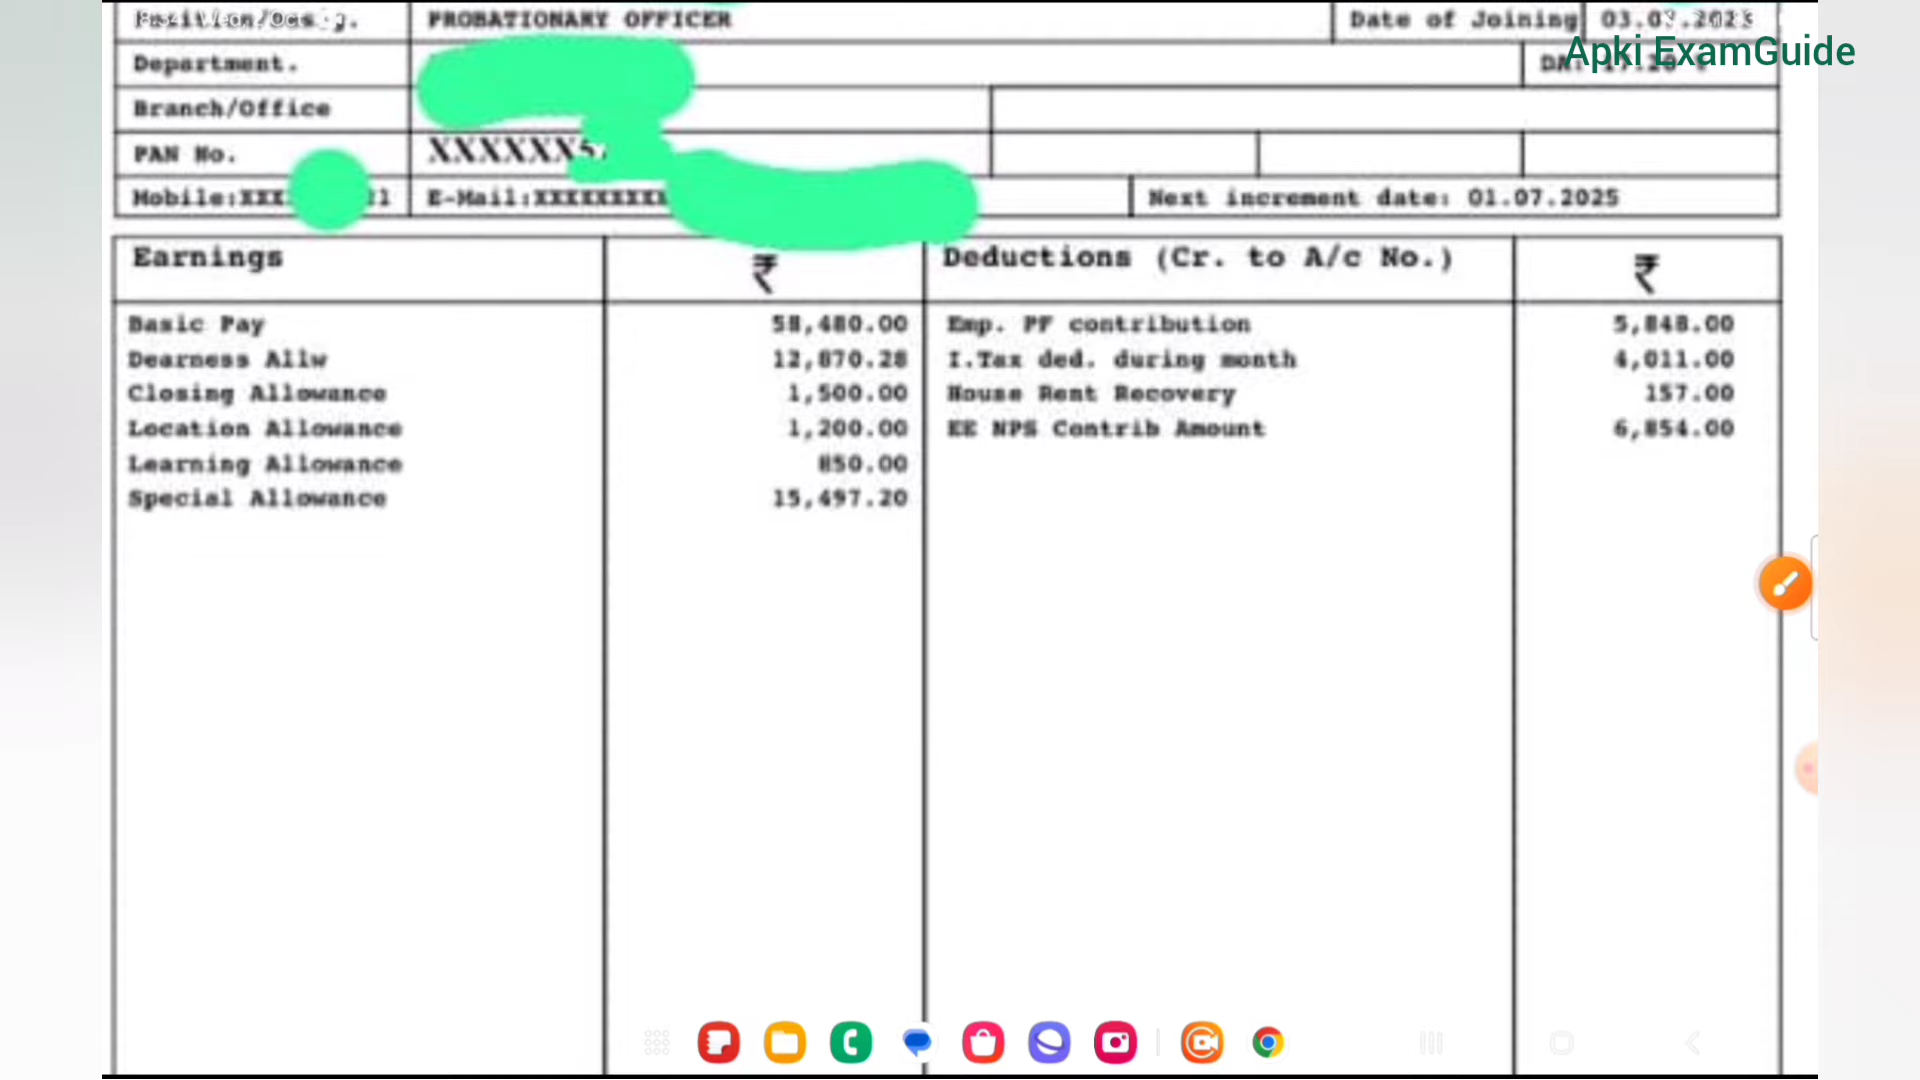 PROBATIONARY OFFICER Date of Joining
Apki ExamGuide
Department.
Branch/Office
PAN No. XXXXXX5
Mobile:XXX 1 E-Mail:XXXXXXXXX Next increment date: 01.07.2025
Earnings ₹ Deductions (Cr. to A/c No.) ₹
Basic Pay 58,480.00 Emp. PF contribution 5,848.00
Dearness Allw 12,870.28 I.Tax ded. during month 4,011.00
Closing Allowance 1,500.00 House Rent Recovery 157.00
Location Allowance 1,200.00 EE NPS Contrib Amount 6,854.00
Learning Allowance 850.00
Special Allowance 15,497.20